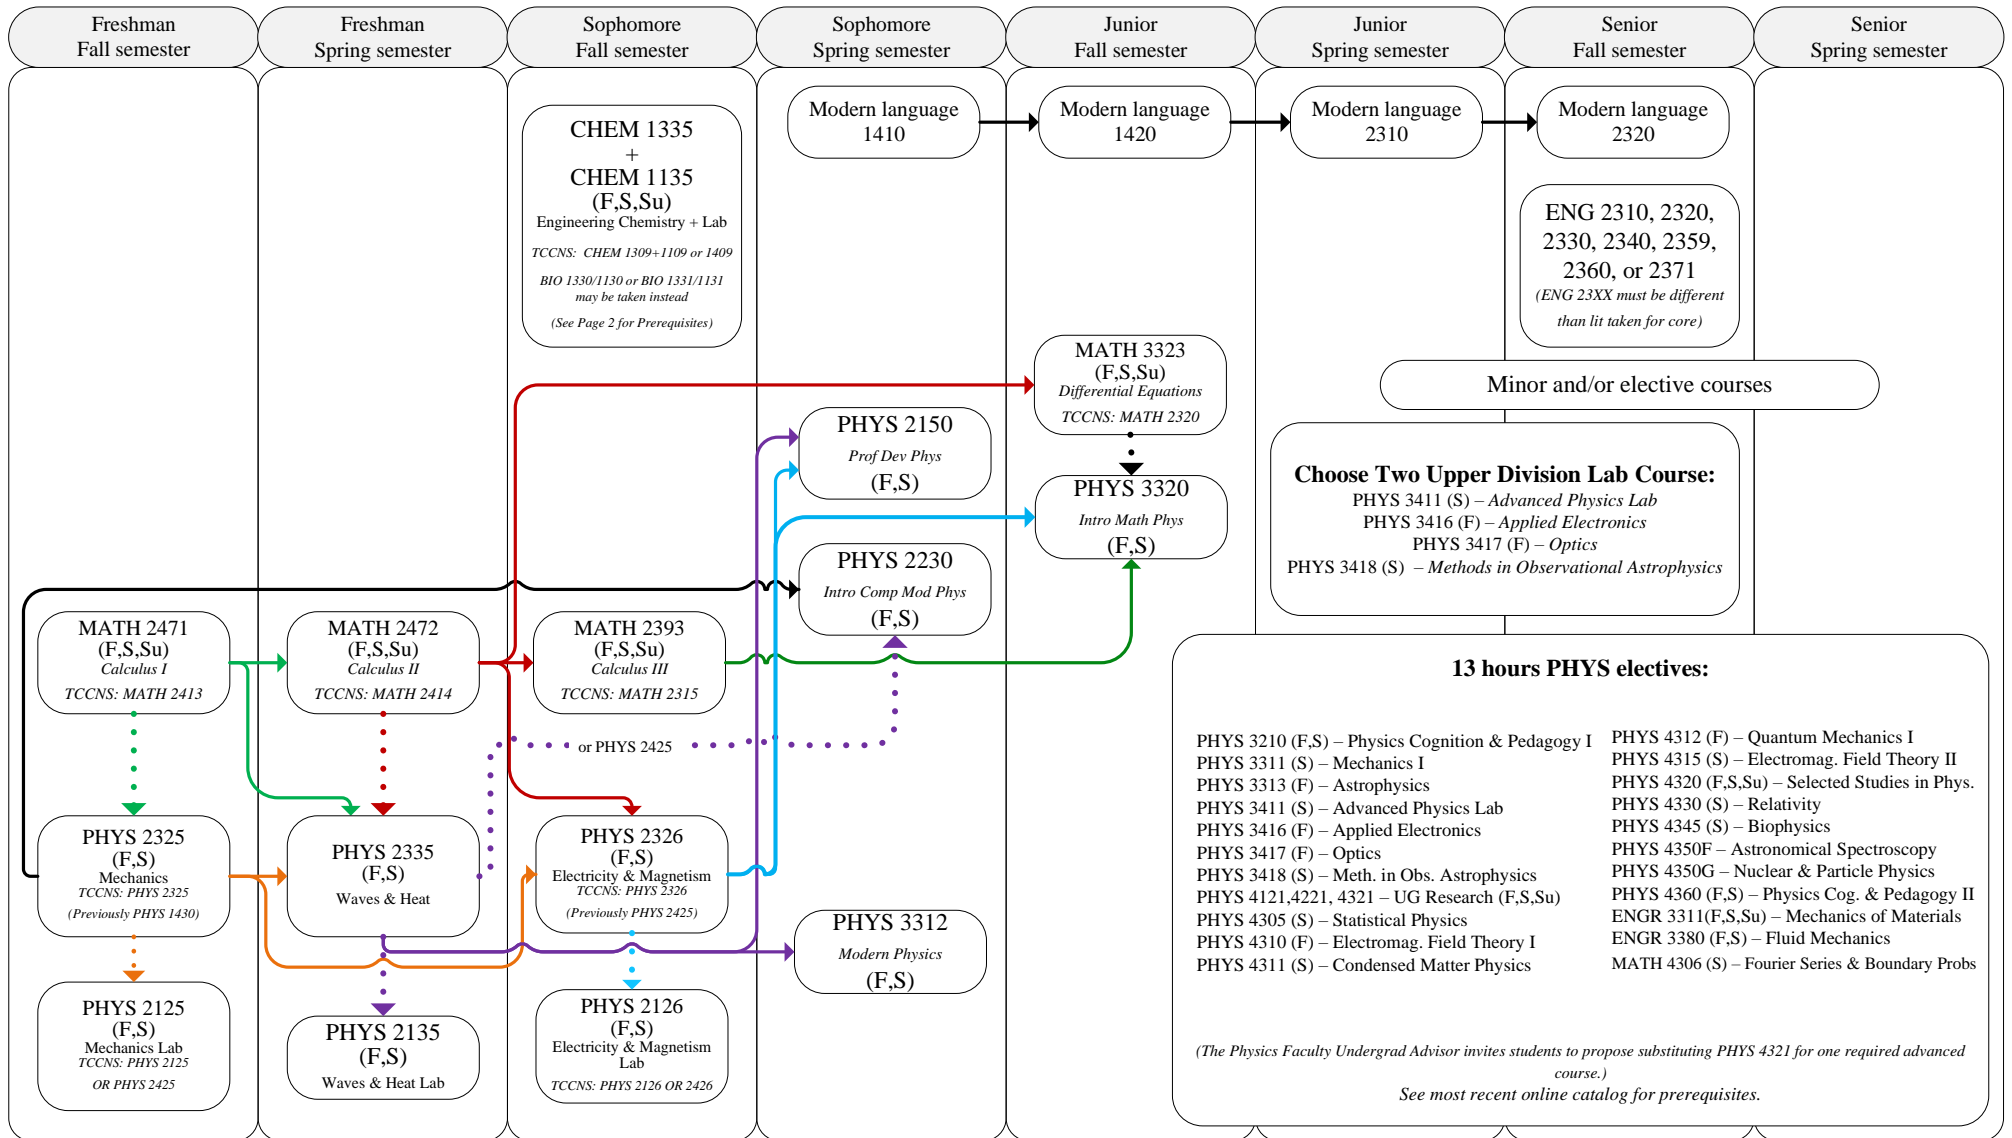 Freshman
Fall semester
Freshman
Spring semester
Sophomore
Fall semester
Sophomore
Spring semester
Junior
Fall semester
Junior
Spring semester
Senior
Fall semester
Senior
Spring semester
CHEM 1335
+
CHEM 1135
(F,S,Su)
Engineering Chemistry + Lab
TCCNS: CHEM 1309+1109 or 1409
BIO 1330/1130 or BIO 1331/1131
may be taken instead
(See Page 2 for Prerequisites)
Modern language
1410
Modern language
1420
Modern language
2310
Modern language
2320
ENG 2310, 2320,
2330, 2340, 2359,
2360, or 2371
(ENG 23XX must be different
than lit taken for core)
MATH 3323
(F,S,Su)
Differential Equations
TCCNS: MATH 2320
Minor and/or elective courses
PHYS 2150
Prof Dev Phys
(F,S)
PHYS 3320
Intro Math Phys
(F,S)
Choose Two Upper Division Lab Course:
PHYS 3411 (S) – Advanced Physics Lab
PHYS 3416 (F) – Applied Electronics
PHYS 3417 (F) – Optics
PHYS 3418 (S) – Methods in Observational Astrophysics
PHYS 2230
Intro Comp Mod Phys
(F,S)
MATH 2471
(F,S,Su)
Calculus I
TCCNS: MATH 2413
MATH 2472
(F,S,Su)
Calculus II
TCCNS: MATH 2414
MATH 2393
(F,S,Su)
Calculus III
TCCNS: MATH 2315
or PHYS 2425
PHYS 2325
(F,S)
Mechanics
TCCNS: PHYS 2325
(Previously PHYS 1430)
PHYS 2335
(F,S)
Waves & Heat
PHYS 2326
(F,S)
Electricity & Magnetism
TCCNS: PHYS 2326
(Previously PHYS 2425)
PHYS 3312
Modern Physics
(F,S)
PHYS 2125
(F,S)
Mechanics Lab
TCCNS: PHYS 2125
OR PHYS 2425
PHYS 2135
(F,S)
Waves & Heat Lab
PHYS 2126
(F,S)
Electricity & Magnetism
Lab
TCCNS: PHYS 2126 OR 2426
13 hours PHYS electives:
PHYS 3210 (F,S) – Physics Cognition & Pedagogy I
PHYS 3311 (S) – Mechanics I
PHYS 3313 (F) – Astrophysics
PHYS 3411 (S) – Advanced Physics Lab
PHYS 3416 (F) – Applied Electronics
PHYS 3417 (F) – Optics
PHYS 3418 (S) – Meth. in Obs. Astrophysics
PHYS 4121,4221, 4321 – UG Research (F,S,Su)
PHYS 4305 (S) – Statistical Physics
PHYS 4310 (F) – Electromag. Field Theory I
PHYS 4311 (S) – Condensed Matter Physics
PHYS 4312 (F) – Quantum Mechanics I
PHYS 4315 (S) – Electromag. Field Theory II
PHYS 4320 (F,S,Su) – Selected Studies in Phys.
PHYS 4330 (S) – Relativity
PHYS 4345 (S) – Biophysics
PHYS 4350F – Astronomical Spectroscopy
PHYS 4350G – Nuclear & Particle Physics
PHYS 4360 (F,S) – Physics Cog. & Pedagogy II
ENGR 3311(F,S,Su) – Mechanics of Materials
ENGR 3380 (F,S) – Fluid Mechanics
MATH 4306 (S) – Fourier Series & Boundary Probs
(The Physics Faculty Undergrad Advisor invites students to propose substituting PHYS 4321 for one required advanced
course.)
See most recent online catalog for prerequisites.